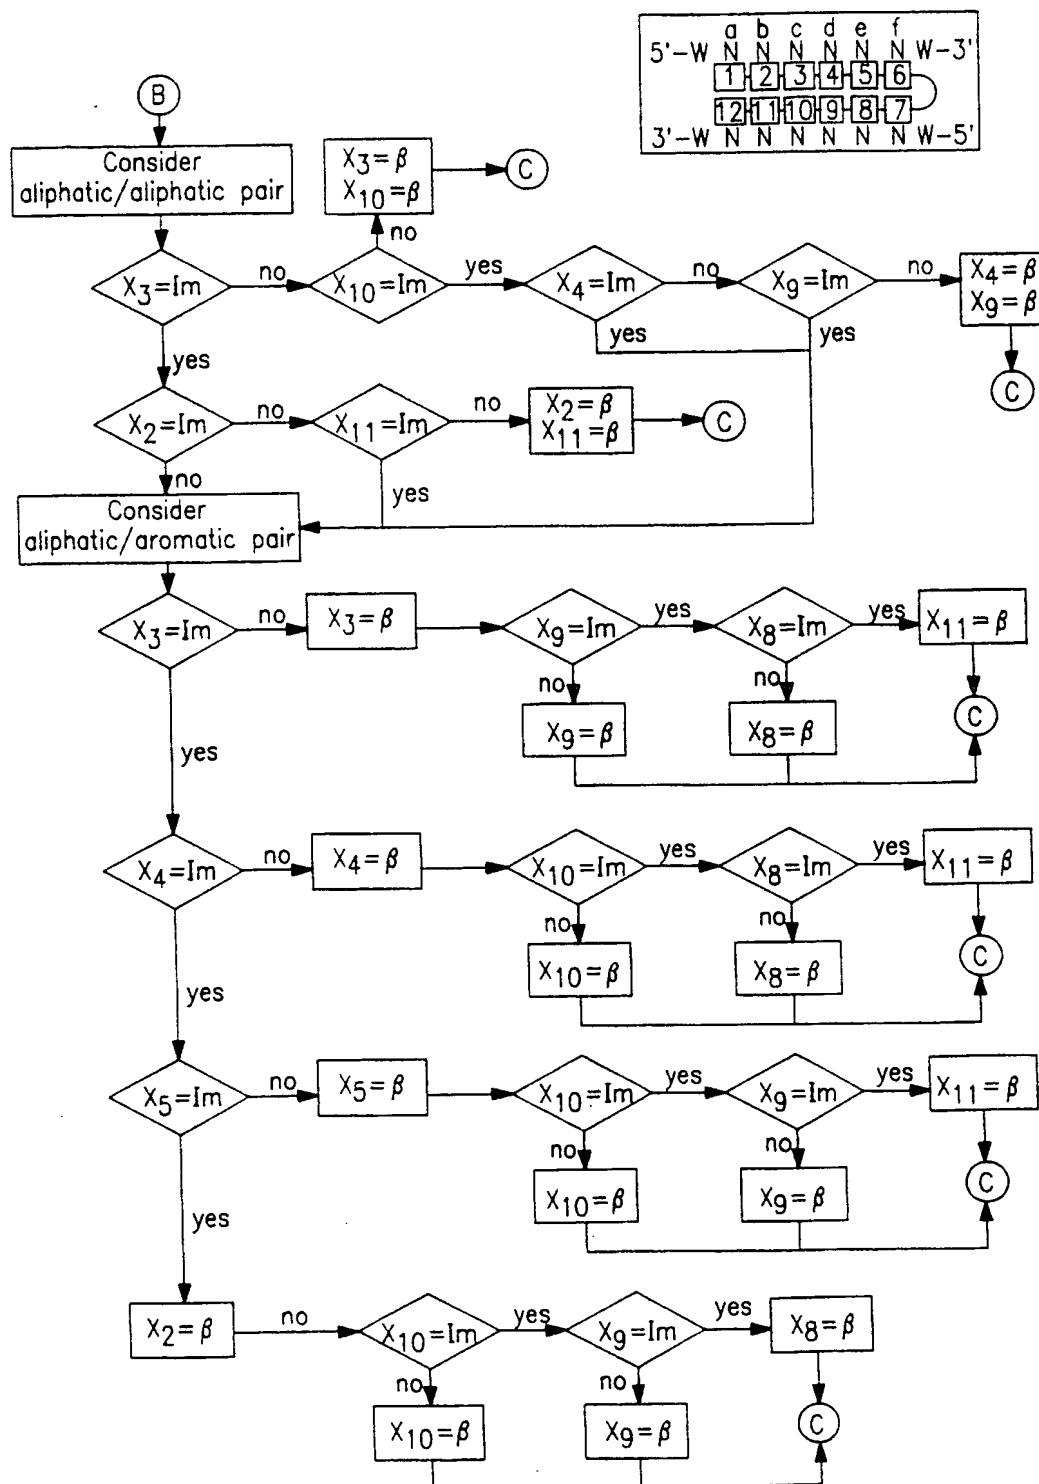 a b c d e f
5'-W N N N N N N W-3'
1 2 3 4 5 6
12 11 10 9 8 7
3'-W N N N N N N W-5'
B
Consider
aliphatic/aliphatic pair
X3=β
X10=β
C
no
X3=Im
no
X10=Im
yes
X4=Im
no
X9=Im
no
X4=β
X9=β
yes
yes
C
yes
X2=Im
no
X11=Im
no
X2=β
X11=β
C
no
yes
Consider
aliphatic/aromatic pair
X3=Im
no
X3=β
X9=Im
yes
X8=Im
yes
X11=β
no
no
X9=β
X8=β
C
yes
X4=Im
no
X4=β
X10=Im
yes
X8=Im
yes
X11=β
no
no
X10=β
X8=β
C
yes
X5=Im
no
X5=β
X10=Im
yes
X9=Im
yes
X11=β
no
no
X10=β
X9=β
C
yes
X2=β
no
X10=Im
yes
X9=Im
yes
X8=β
no
no
X10=β
X9=β
C